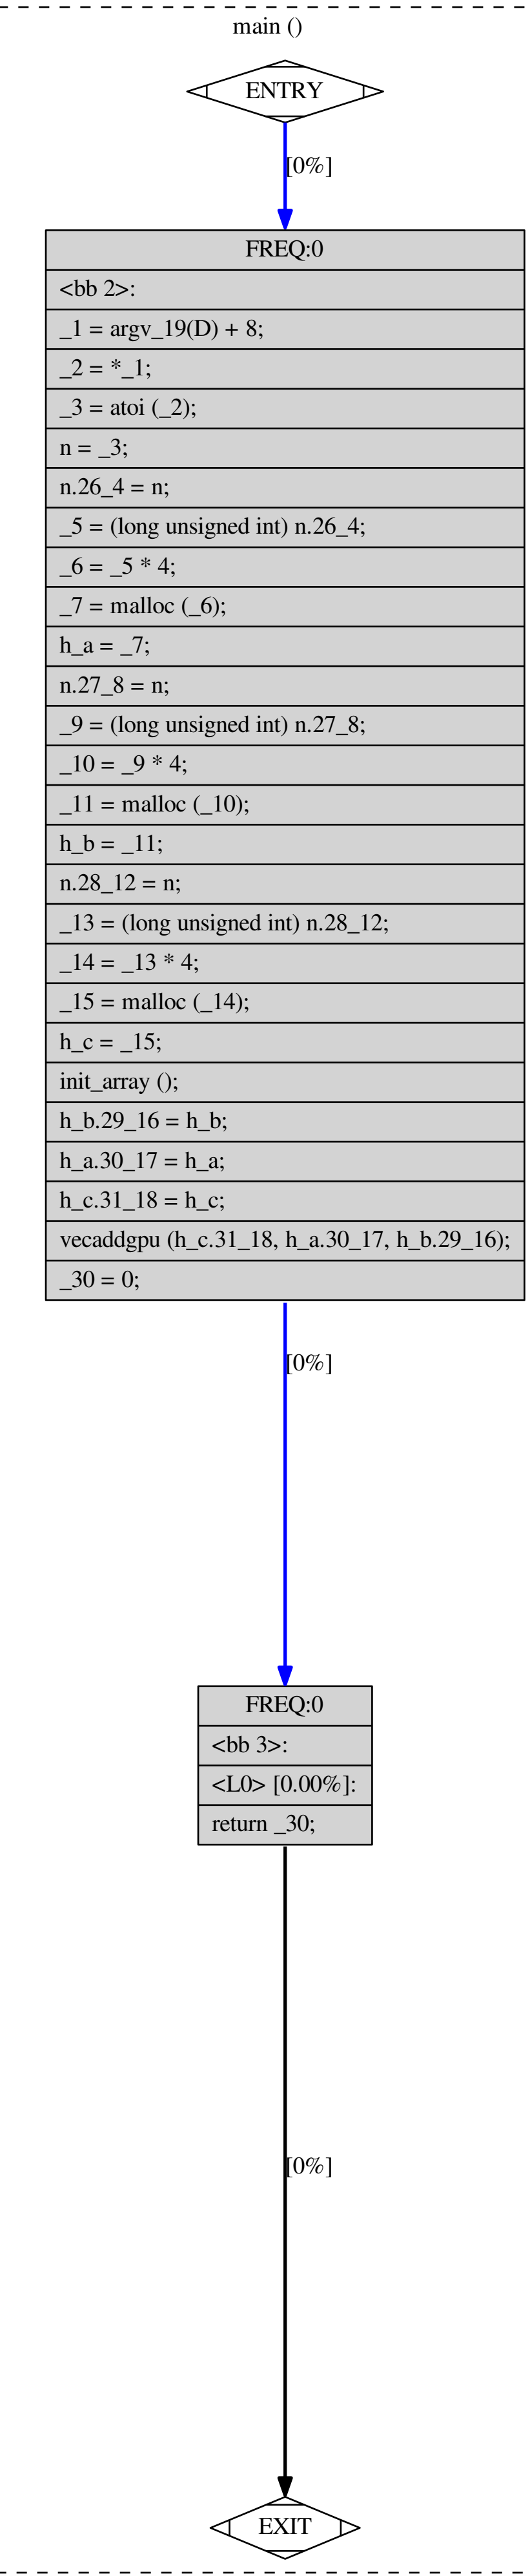 main ()
ENTRY
[0%]
FREQ:0
<bb 2>:
_1 = argv_19(D) + 8;
_2 = *_1;
_3 = atoi (_2);
n = _3;
n.26_4 = n;
_5 = (long unsigned int) n.26_4;
_6 = _5 * 4;
_7 = malloc (_6);
h_a = _7;
n.27_8 = n;
_9 = (long unsigned int) n.27_8;
_10 = _9 * 4;
_11 = malloc (_10);
h_b = _11;
n.28_12 = n;
_13 = (long unsigned int) n.28_12;
_14 = _13 * 4;
_15 = malloc (_14);
h_c = _15;
init_array ();
h_b.29_16 = h_b;
h_a.30_17 = h_a;
h_c.31_18 = h_c;
vecaddgpu (h_c.31_18, h_a.30_17, h_b.29_16);
_30 = 0;
[0%]
FREQ:0
<bb 3>:
<L0> [0.00%]:
return _30;
[0%]
EXIT